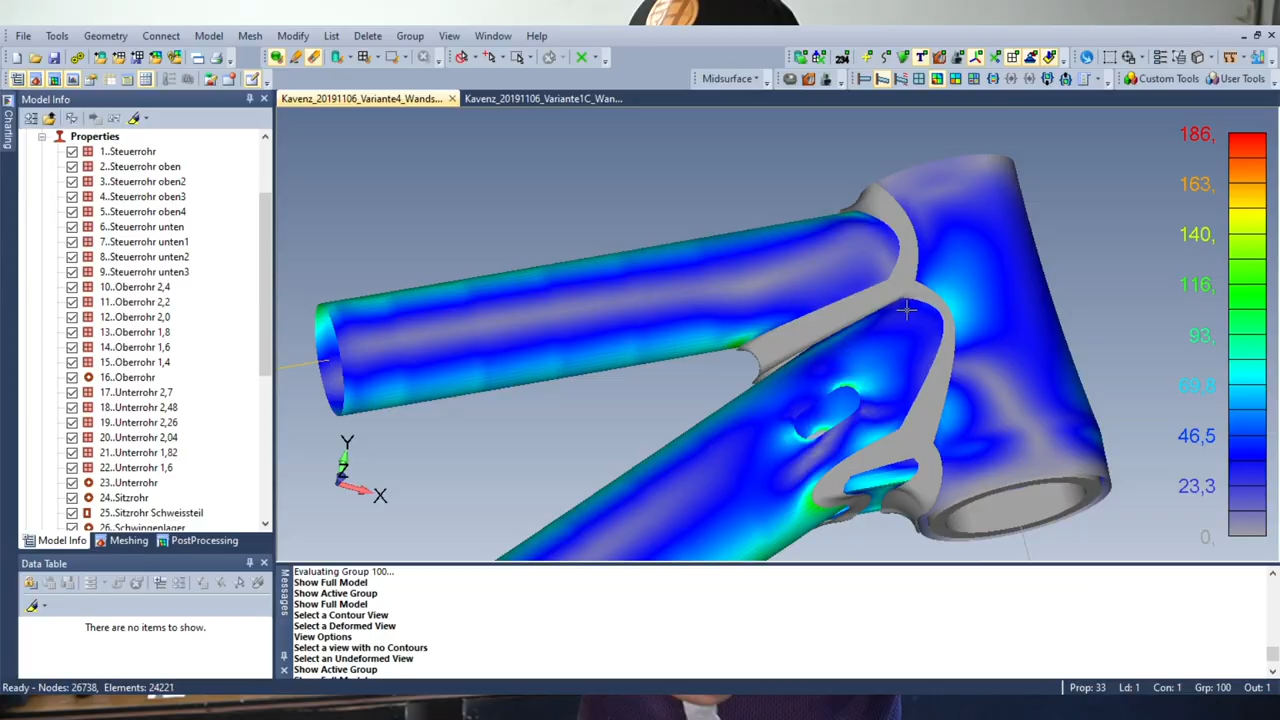 File Tools Geometry Connect Model Mesh Modify List Delete Group View Window Help
Midsurface
Custom Tools
User Tools
Charting
Model Info
Kavenz_20191106_Variante4_Wands...
Kavenz_20191106_Variante1C_Wan...
Properties
1..Steuerrohr
2..Steuerrohr oben
3..Steuerrohr oben2
4..Steuerrohr oben3
5..Steuerrohr oben4
6..Steuerrohr unten
7..Steuerrohr unten1
8..Steuerrohr unten2
9..Steuerrohr unten3
10..Oberrohr 2,4
11..Oberrohr 2,2
12..Oberrohr 2,0
13..Oberrohr 1,8
14..Oberrohr 1,6
15..Oberrohr 1,4
16..Oberrohr
17..Unterrohr 2,7
18..Unterrohr 2,48
19..Unterrohr 2,26
20..Unterrohr 2,04
21..Unterrohr 1,82
22..Unterrohr 1,6
23..Unterrohr
24..Sitzrohr
25..Sitzrohr Schweissteil
26..Schwingenlager
Model Info Meshing PostProcessing
Y
Z
X
186,
163,
140,
116,
93,
69,8
46,5
23,3
0,
Data Table
There are no items to show.
Messages
Evaluating Group 100...
Show Full Model
Show Active Group
Show Full Model
Select a Contour View
Select a Deformed View
View Options
Select a view with no Contours
Select an Undeformed View
Show Active Group
Ready - Nodes: 26738, Elements: 24221
Prop: 33 Ld: 1 Con: 1 Grp: 100 Out: 1